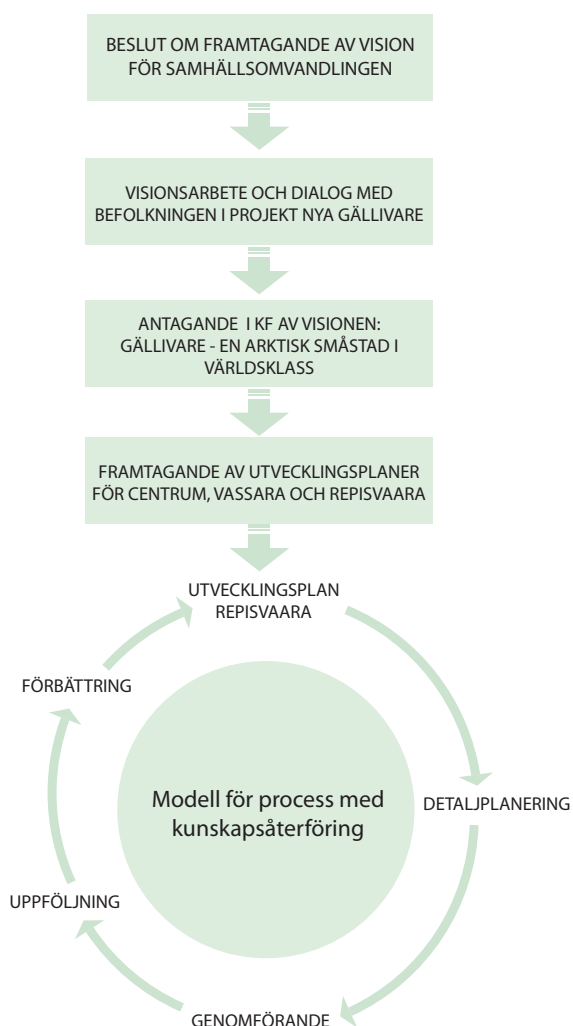 BESLUT OM FRAMTAGANDE AV VISION
FÖR SAMHÄLLSOMVANDLINGEN
VISIONSARBETE OCH DIALOG MED
BEFOLKNINGEN I PROJEKT NYA GÄLLIVARE
ANTAGANDE I KF AV VISIONEN:
GÄLLIVARE - EN ARKTISK SMÅSTAD I
VÄRLDSKLASS
FRAMTAGANDE AV UTVECKLINGSPLANER
FÖR CENTRUM, VASSARA OCH REPISVAARA
UTVECKLINGSPLAN
REPISVAARA
FÖRBÄTTRING
Modell för process med
kunskapsåterföring
DETALJPLANERING
UPPFÖLJNING
GENOMFÖRANDE